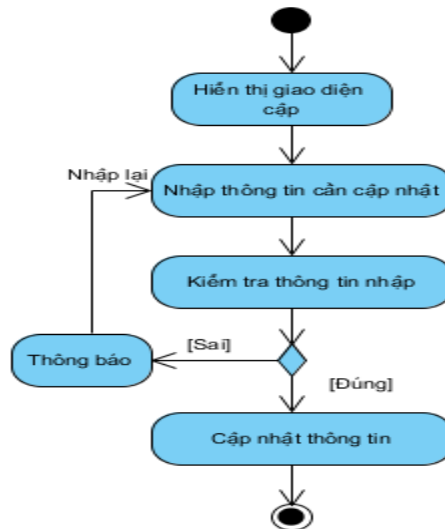 Hiển thị giao diện
cập
Nhập lại
Nhập thông tin cần cập nhật
Kiểm tra thông tin nhập
[Sai]
Thông báo
[Đúng]
Cập nhật thông tin